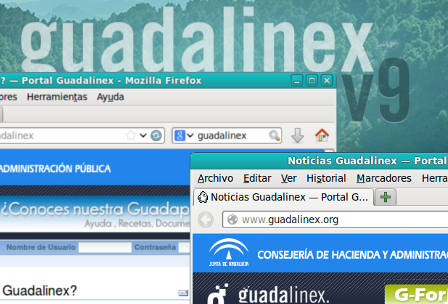 guadalinex
v9
? — Portal Guadalinex - Mozilla Firefox
ores Herramientas Ayuda
dalinex
guadalinex
ADMINISTRACIÓN PÚBLICA
¿Conoces nuestra Guadap
Ayuda , Recetas, Docume
Nombre de Usuario Contraseña
Guadalinex?
Noticias Guadalinex — Portal
Archivo Editar Ver Historial Marcadores Herra
Noticias Guadalinex — Portal G...
www.guadalinex.org
JUNTA DE ANDALUCIA
CONSEJERÍA DE HACIENDA Y ADMINISTRA
guadalinex.
G-For